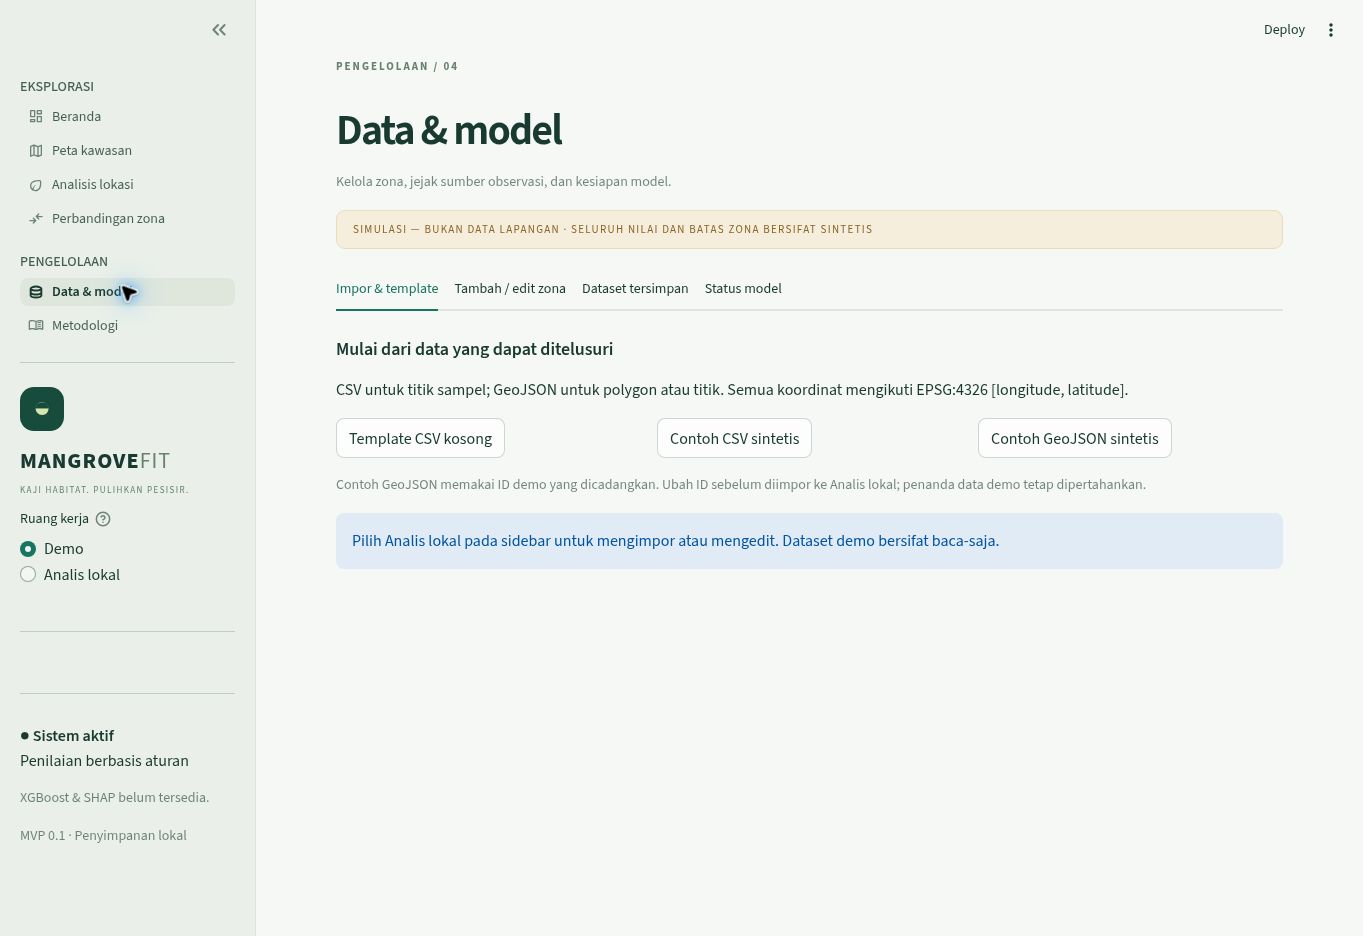 Deploy
EKSPLORASI
Beranda
Peta kawasan
Analisis lokasi
Perbandingan zona
PENGELOLAAN
Data & mod
Metodologi
MANGROVEFIT
KAJI HABITAT. PULIHKAN PESISIR.
Ruang kerja
Demo
Analis lokal
Sistem aktif
Penilaian berbasis aturan
XGBoost & SHAP belum tersedia.
MVP 0.1 · Penyimpanan lokal
PENGELOLAAN / 04
Data & model
Kelola zona, jejak sumber observasi, dan kesiapan model.
SIMULASI — BUKAN DATA LAPANGAN · SELURUH NILAI DAN BATAS ZONA BERSIFAT SINTETIS
Impor & template Tambah / edit zona Dataset tersimpan Status model
Mulai dari data yang dapat ditelusuri
CSV untuk titik sampel; GeoJSON untuk polygon atau titik. Semua koordinat mengikuti EPSG:4326 [longitude, latitude].
Template CSV kosong Contoh CSV sintetis Contoh GeoJSON sintetis
Contoh GeoJSON memakai ID demo yang dicadangkan. Ubah ID sebelum diimpor ke Analis lokal; penanda data demo tetap dipertahankan.
Pilih Analis lokal pada sidebar untuk mengimpor atau mengedit. Dataset demo bersifat baca-saja.